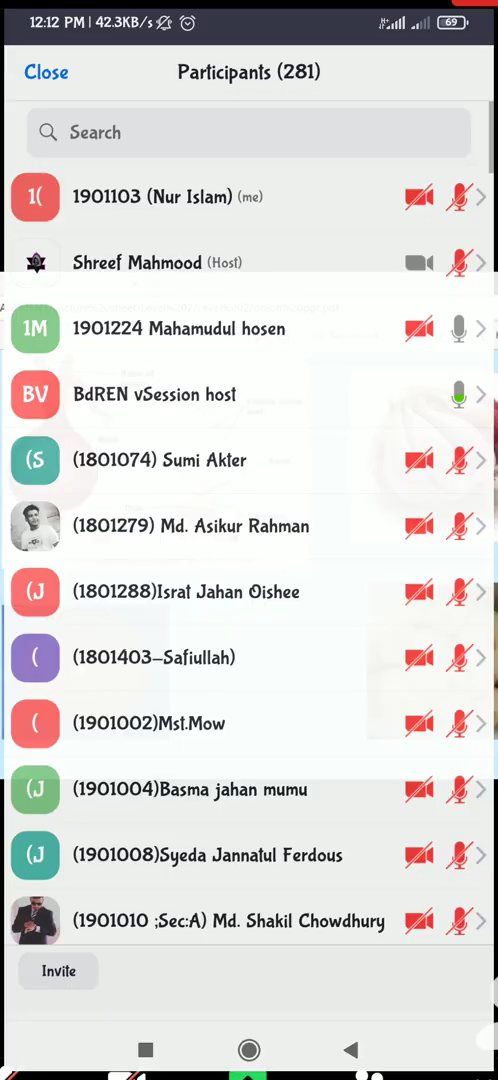 12:12 PM | 42.3KB/s
69
Close
Participants (281)
Search
1( 1901103 (Nur Islam) (me)
Shreef Mahmood (Host)
1M 1901224 Mahamudul hosen
BV BdREN vSession host
(S (1801074) Sumi Akter
(1801279) Md. Asikur Rahman
(J (1801288)Israt Jahan Oishee
( (1801403-Safiullah)
( (1901002)Mst.Mow
(J (1901004)Basma jahan mumu
(J (1901008)Syeda Jannatul Ferdous
(1901010 ;Sec:A) Md. Shakil Chowdhury
Invite